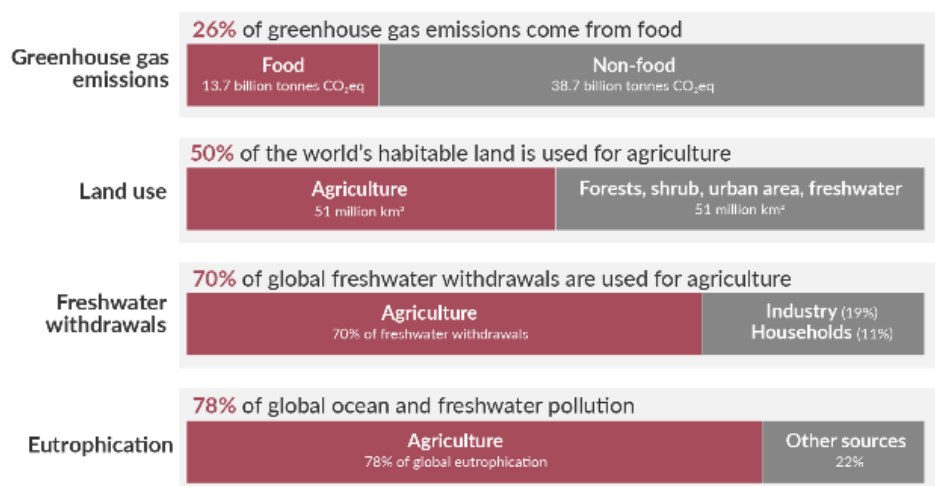 26% of greenhouse gas emissions come from food
Greenhouse gas
emissions
Food
13.7 billion tonnes CO₂eq
Non-food
38.7 billion tonnes CO₂eq
50% of the world's habitable land is used for agriculture
Land use
Agriculture
51 million km²
Forests, shrub, urban area, freshwater
51 million km²
70% of global freshwater withdrawals are used for agriculture
Freshwater
withdrawals
Agriculture
70% of freshwater withdrawals
Industry (19%)
Households (11%)
78% of global ocean and freshwater pollution
Eutrophication
Agriculture
78% of global eutrophication
Other sources
22%